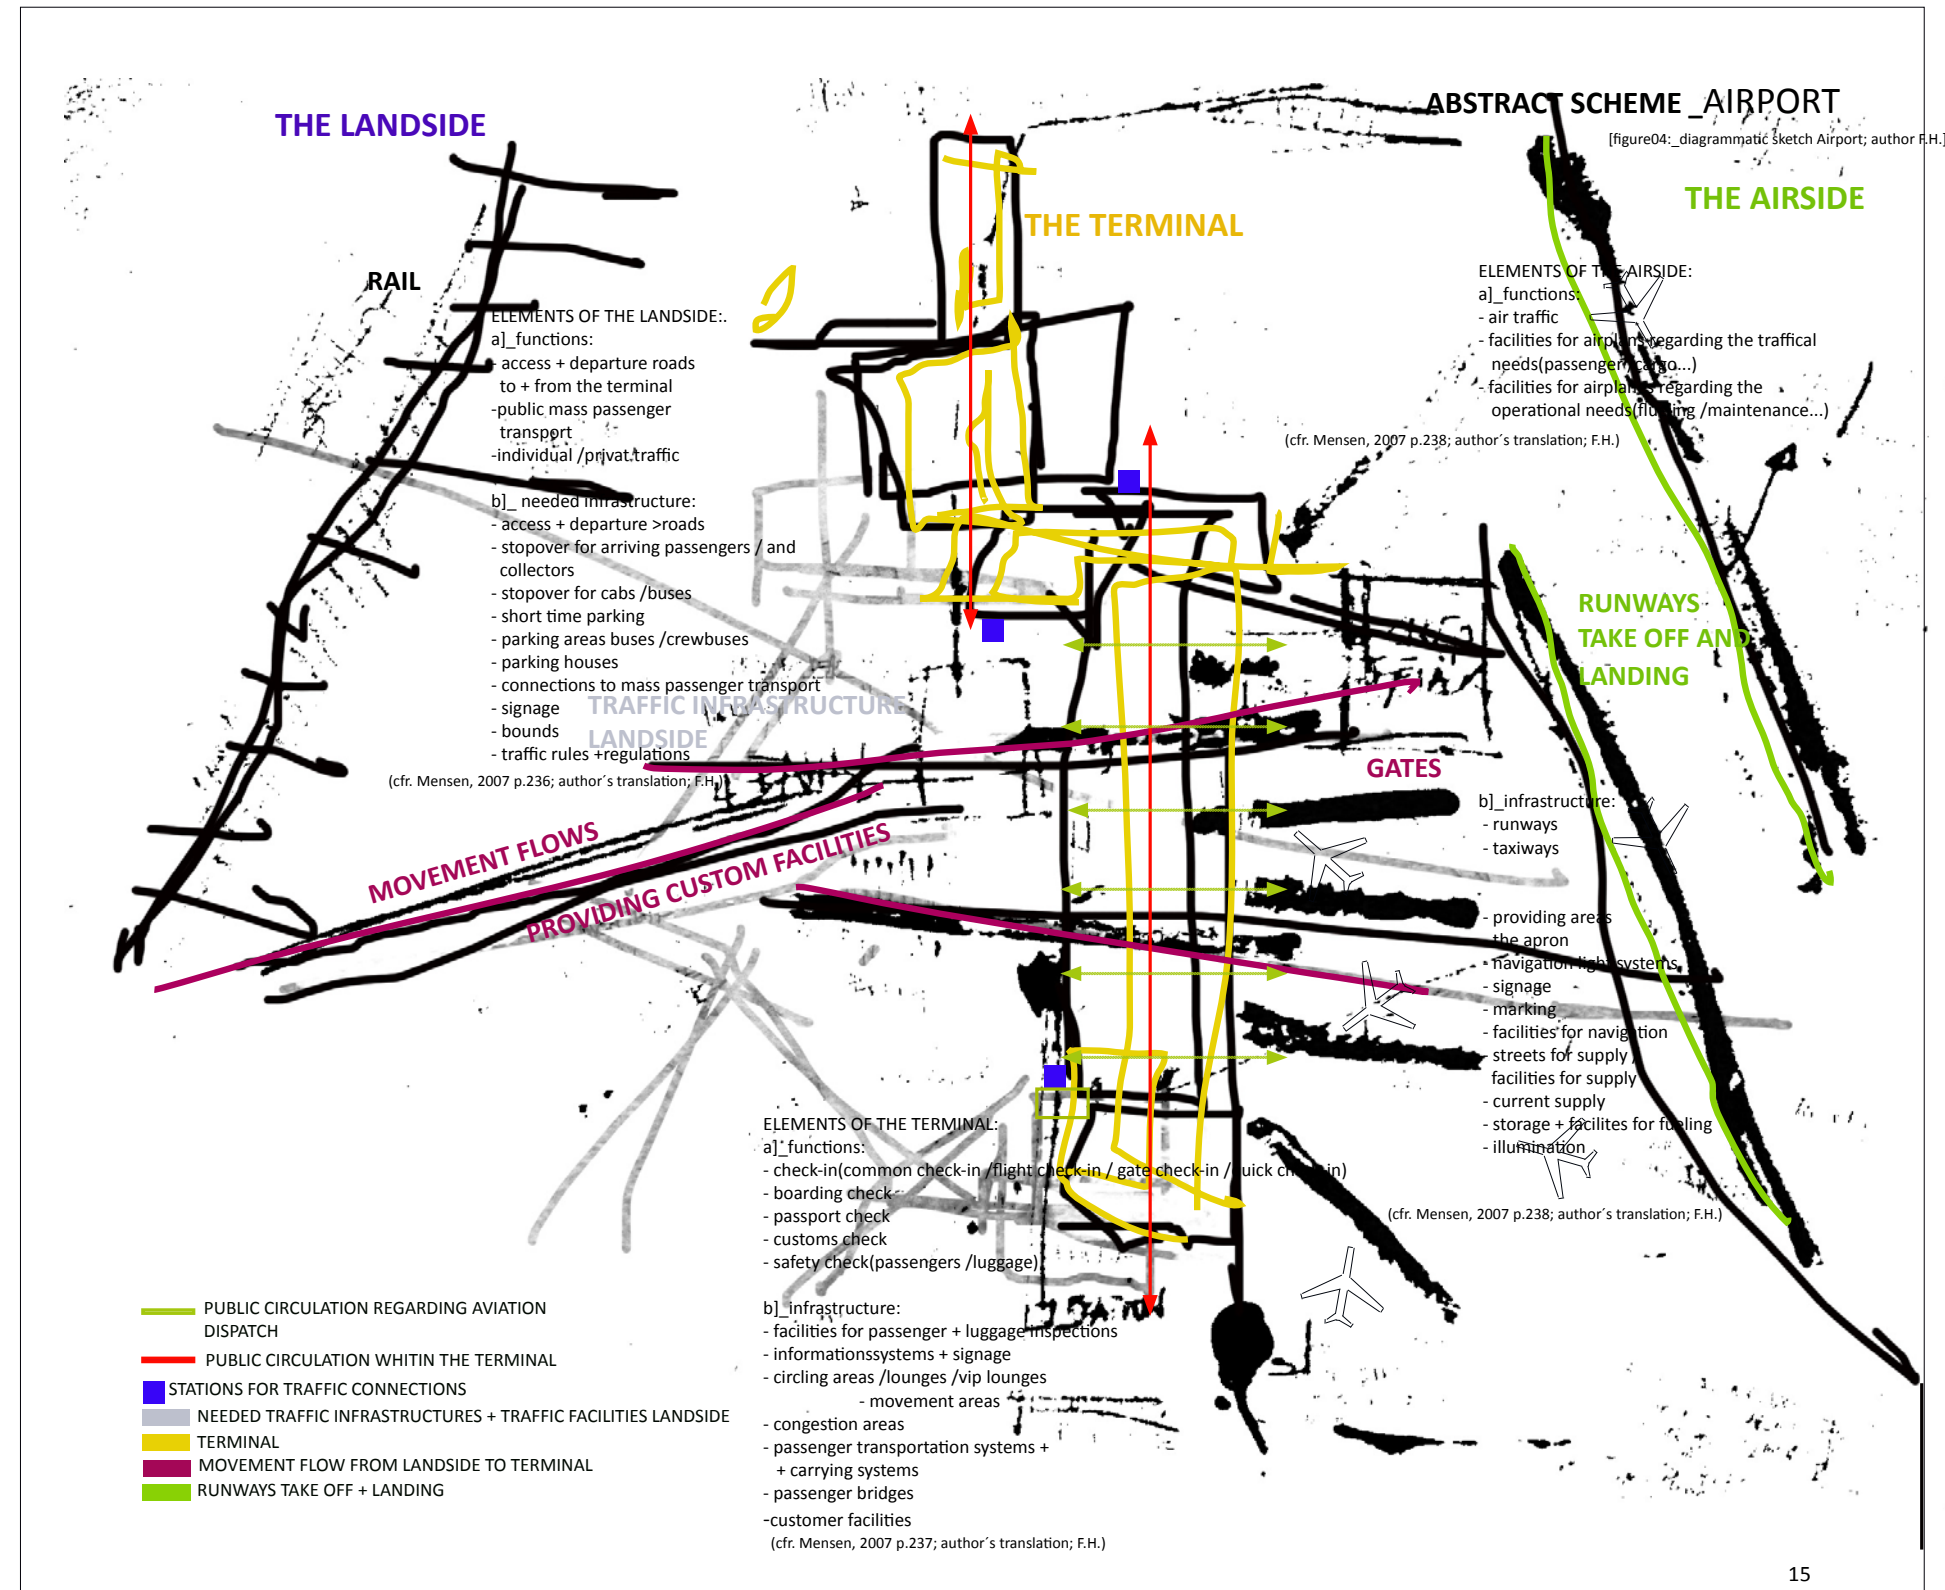 ABSTRACT SCHEME _AIRPORT
[figure04:_diagrammatic sketch Airport; author F.H.]
THE LANDSIDE
THE TERMINAL
THE AIRSIDE
RAIL
ELEMENTS OF THE LANDSIDE:.
a]_functions:
- access + departure roads
to + from the terminal
-public mass passenger
transport
-individual /privat.traffic
b]_ needed infrastructure:
- access + departure >roads
- stopover for arriving passengers / and
collectors
- stopover for cabs /buses
- short time parking
- parking areas buses /crewbuses
- parking houses
- connections to mass passenger transport
- signage
- bounds
- traffic rules +regulations
(cfr. Mensen, 2007 p.236; author´s translation; F.H.)
TRAFFIC INFRASTRUCTURE
LANDSIDE
ELEMENTS OF THE AIRSIDE:
a]_functions:
- air traffic
- facilities for airplans regarding the traffical
needs(passenger /cargo...)
- facilities for airplanes regarding the
operational needs(flueling /maintenance...)
(cfr. Mensen, 2007 p.238; author´s translation; F.H.)
RUNWAYS
TAKE OFF AND
LANDING
GATES
b]_infrastructure:
- runways
- taxiways
- providing areas
- the apron
- navigation light systems
- signage
- marking
- facilities for navigation
- streets for supply /
facilities for supply
- current supply
- storage + facilites for fueling
- illumination
(cfr. Mensen, 2007 p.238; author´s translation; F.H.)
MOVEMENT FLOWS
PROVIDING CUSTOM FACILITIES
ELEMENTS OF THE TERMINAL:
a]_functions:
- check-in(common check-in /flight check-in / gate check-in /quick check-in)
- boarding check
- passport check
- customs check
- safety check(passengers /luggage)
b]_infrastructure:
- facilities for passenger + luggage inspections
- informationssystems + signage
- circling areas /lounges /vip lounges
- movement areas
- congestion areas
- passenger transportation systems +
+ carrying systems
- passenger bridges
-customer facilities
(cfr. Mensen, 2007 p.237; author´s translation; F.H.)
PUBLIC CIRCULATION REGARDING AVIATION
DISPATCH
PUBLIC CIRCULATION WHITIN THE TERMINAL
STATIONS FOR TRAFFIC CONNECTIONS
NEEDED TRAFFIC INFRASTRUCTURES + TRAFFIC FACILITIES LANDSIDE
TERMINAL
MOVEMENT FLOW FROM LANDSIDE TO TERMINAL
RUNWAYS TAKE OFF + LANDING
15